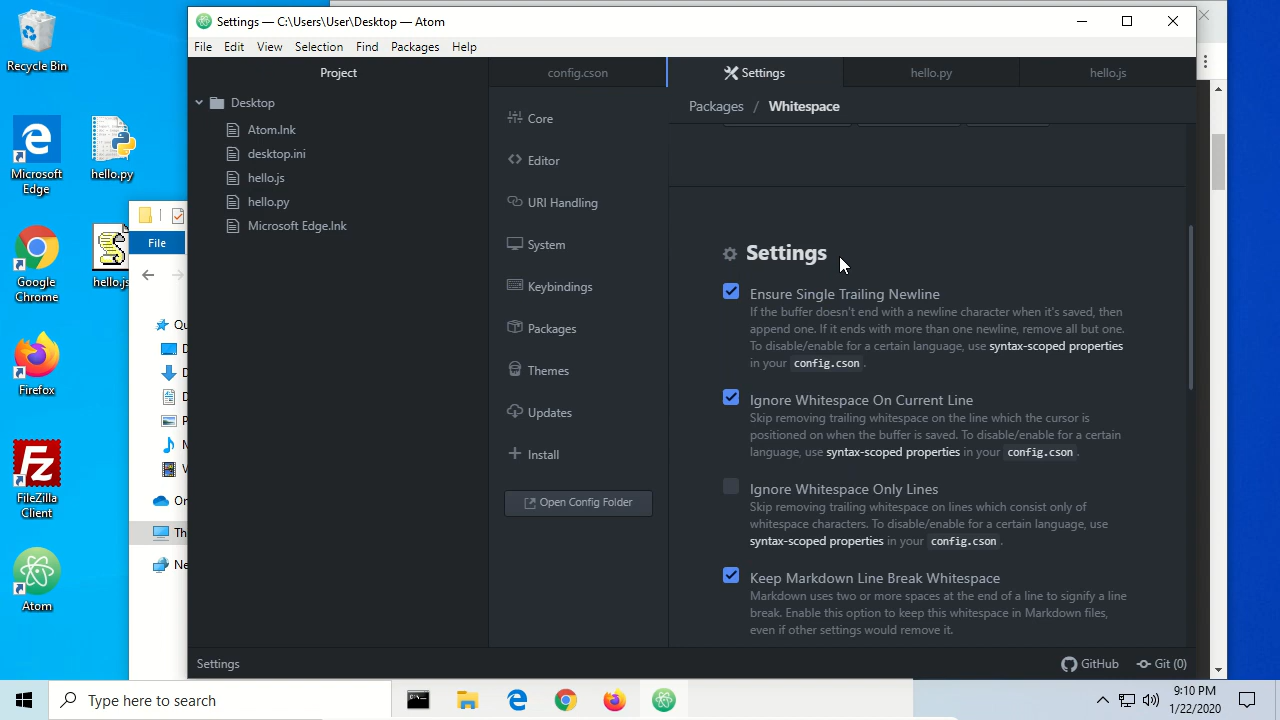 Settings — C:\Users\User\Desktop — Atom
File Edit View Selection Find Packages Help
Project
config.cson
Settings
hello.py
hello.js
Desktop
Atom.lnk
desktop.ini
hello.js
hello.py
Microsoft Edge.lnk
Core
Editor
URI Handling
System
Keybindings
Packages
Themes
Updates
Install
Open Config Folder
Packages / Whitespace
Settings
Ensure Single Trailing Newline
If the buffer doesn't end with a newline character when it's saved, then
append one. If it ends with more than one newline, remove all but one.
To disable/enable for a certain language, use syntax-scoped properties
in your config.cson.
Ignore Whitespace On Current Line
Skip removing trailing whitespace on the line which the cursor is
positioned on when the buffer is saved. To disable/enable for a certain
language, use syntax-scoped properties in your config.cson.
Ignore Whitespace Only Lines
Skip removing trailing whitespace on lines which consist only of
whitespace characters. To disable/enable for a certain language, use
syntax-scoped properties in your config.cson.
Keep Markdown Line Break Whitespace
Markdown uses two or more spaces at the end of a line to signify a line
break. Enable this option to keep this whitespace in Markdown files,
even if other settings would remove it.
Settings
GitHub
Git (0)
Recycle Bin
Microsoft
Edge
hello.py
Google
Chrome
hello.js
Firefox
FileZilla
Client
Atom
File
Type here to search
9:10 PM
1/22/2020